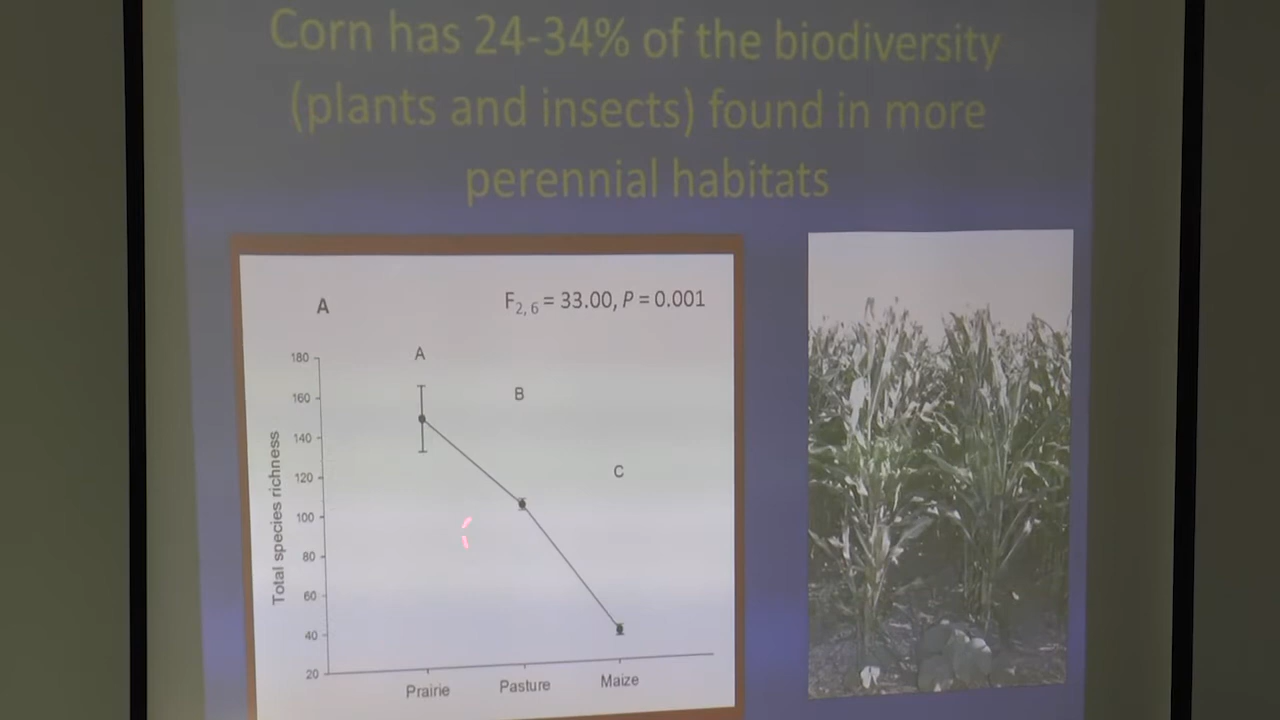 Corn has 24-34% of the biodiversity
(plants and insects) found in more
perennial habitats
A
F2, 6 = 33.00, P = 0.001
A
B
C
Total species richness
180
160
140
120
100
80
60
40
20
Prairie
Pasture
Maize